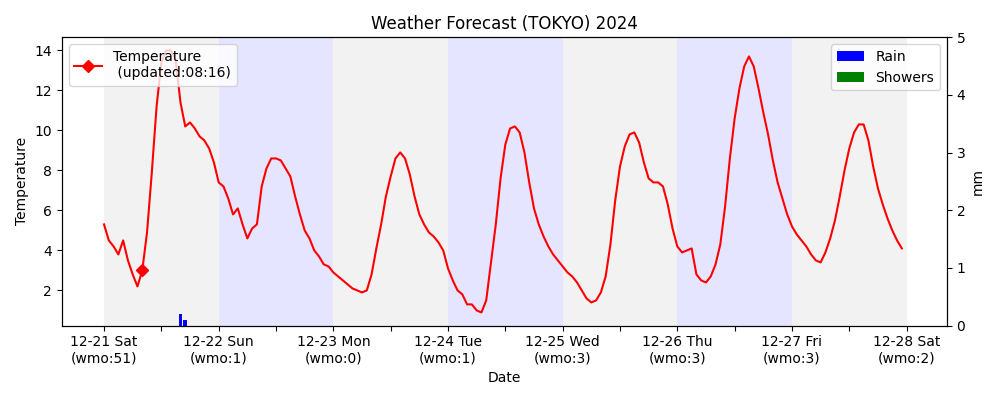 Weather Forecast (TOKYO) 2024
Temperature
(updated:08:16)
Rain
Showers
Temperature
14
12
10
8
6
4
2
5
4
3
2
1
0
mm
12-21 Sat
(wmo:51)
12-22 Sun
(wmo:1)
12-23 Mon
(wmo:0)
12-24 Tue
(wmo:1)
12-25 Wed
(wmo:3)
12-26 Thu
(wmo:3)
12-27 Fri
(wmo:3)
12-28 Sat
(wmo:2)
Date